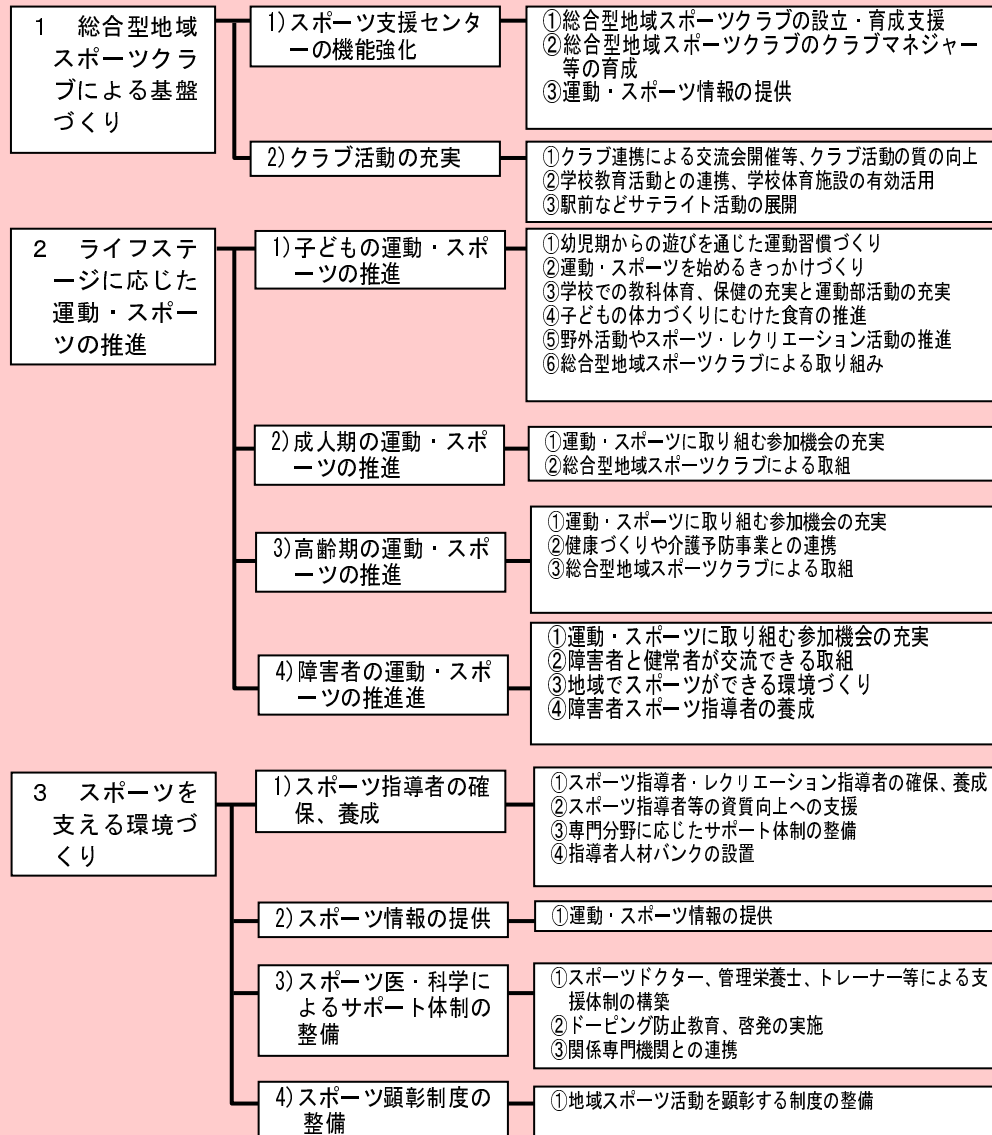 1 総合型地域
スポーツクラ
ブによる基盤
づくり
1)スポーツ支援センタ
ーの機能強化
①総合型地域スポーツクラブの設立・育成支援
②総合型地域スポーツクラブのクラブマネジャー
等の育成
③運動・スポーツ情報の提供
2)クラブ活動の充実
①クラブ連携による交流会開催等、クラブ活動の質の向上
②学校教育活動との連携、学校体育施設の有効活用
③駅前などサテライト活動の展開
2 ライフステ
ージに応じた
運動・スポー
ツの推進
1)子どもの運動・スポ
ーツの推進
①幼児期からの遊びを通じた運動習慣づくり
②運動・スポーツを始めるきっかけづくり
③学校での教科体育、保健の充実と運動部活動の充実
④子どもの体力づくりにむけた食育の推進
⑤野外活動やスポーツ・レクリエーション活動の推進
⑥総合型地域スポーツクラブによる取り組み
2)成人期の運動・スポ
ーツの推進
①運動・スポーツに取り組む参加機会の充実
②総合型地域スポーツクラブによる取組
3)高齢期の運動・スポ
ーツの推進
①運動・スポーツに取り組む参加機会の充実
②健康づくりや介護予防事業との連携
③総合型地域スポーツクラブによる取組
4)障害者の運動・スポ
ーツの推進進
①運動・スポーツに取り組む参加機会の充実
②障害者と健常者が交流できる取組
③地域でスポーツができる環境づくり
④障害者スポーツ指導者の養成
3 スポーツを
支える環境づ
くり
1)スポーツ指導者の確
保、養成
①スポーツ指導者・レクリエーション指導者の確保、養成
②スポーツ指導者等の資質向上への支援
③専門分野に応じたサポート体制の整備
④指導者人材バンクの設置
2)スポーツ情報の提供
①運動・スポーツ情報の提供
3)スポーツ医・科学に
よるサポート体制の
整備
①スポーツドクター、管理栄養士、トレーナー等による支
援体制の構築
②ドーピング防止教育、啓発の実施
③関係専門機関との連携
4)スポーツ顕彰制度の
整備
①地域スポーツ活動を顕彰する制度の整備